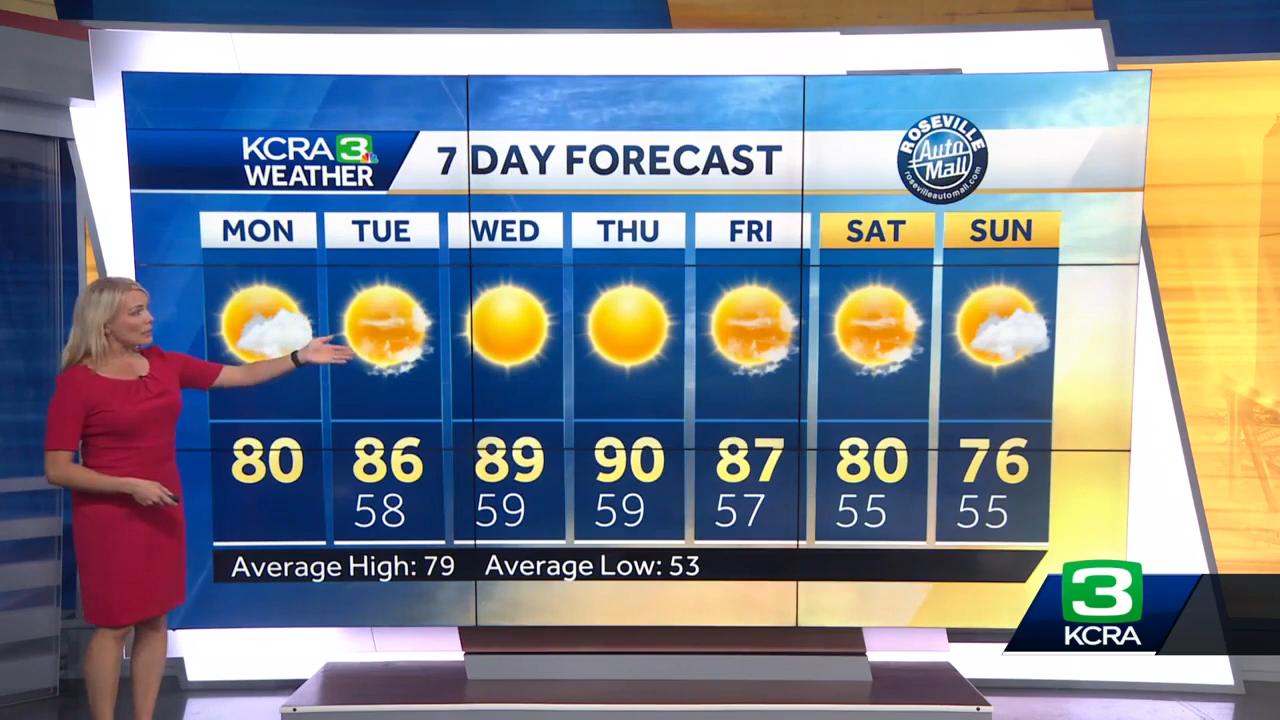 KCRA 3
WEATHER
7 DAY FORECAST
ROSEVILLE
Auto
Mall
rosevilleautomall.com
MON TUE WED THU FRI SAT SUN
80 86 89 90 87 80 76
58 59 59 57 55 55
Average High: 79 Average Low: 53
3
KCRA